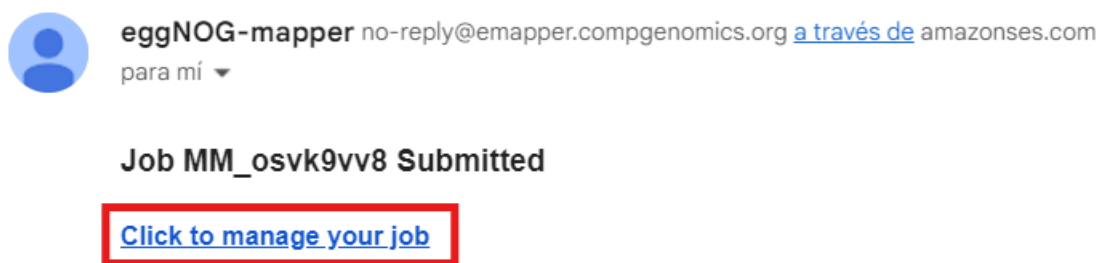 eggNOG-mapper no-reply@emapper.compgenomics.org a través de amazonses.com
para mí
Job MM_osvk9vv8 Submitted
Click to manage your job